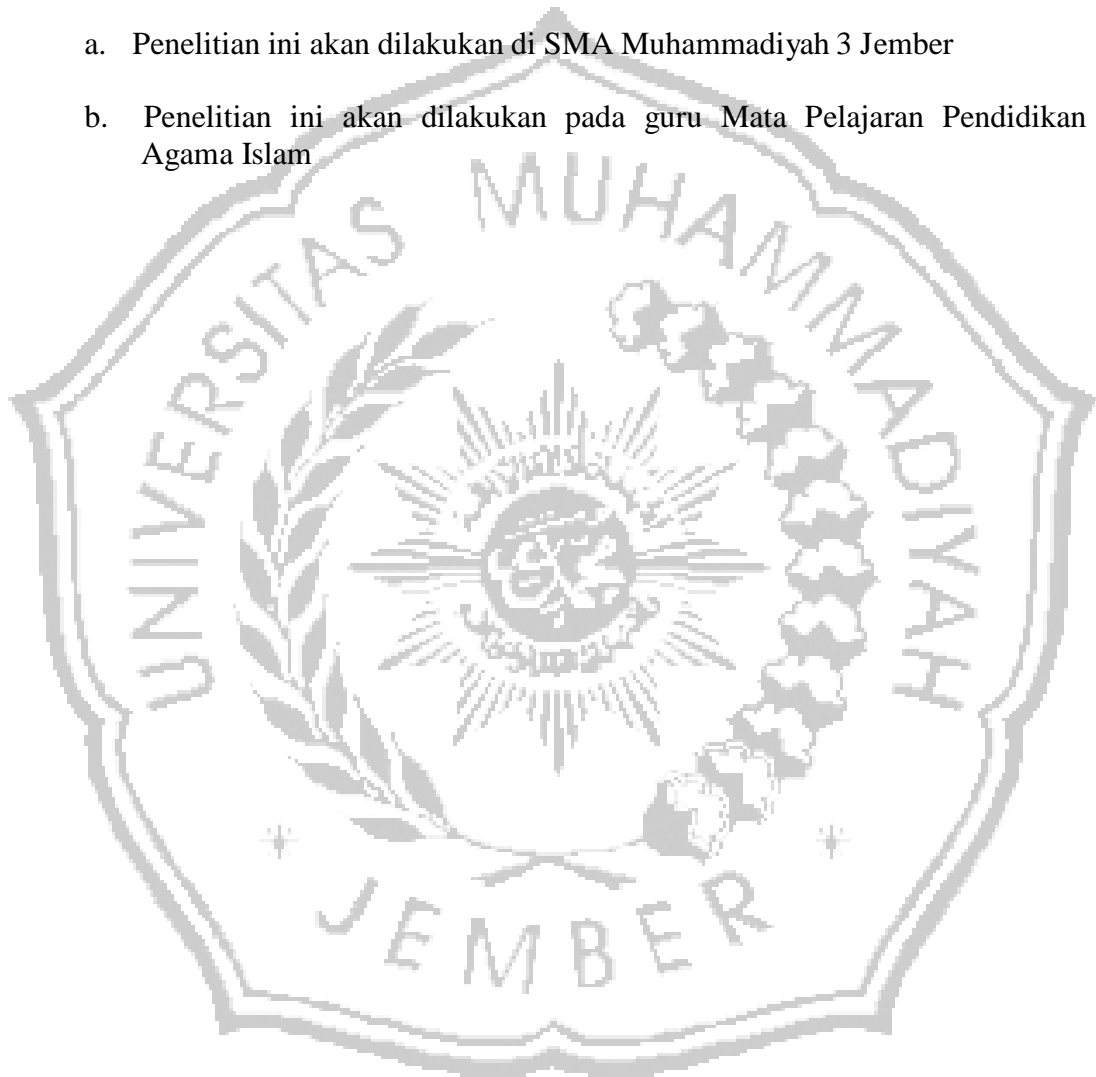 a. Penelitian ini akan dilakukan di SMA Muhammadiyah 3 Jember
b. Penelitian ini akan dilakukan pada guru Mata Pelajaran Pendidikan
Agama Islam
UNIVERSITAS MUHAMMADIYAH
JEMBER